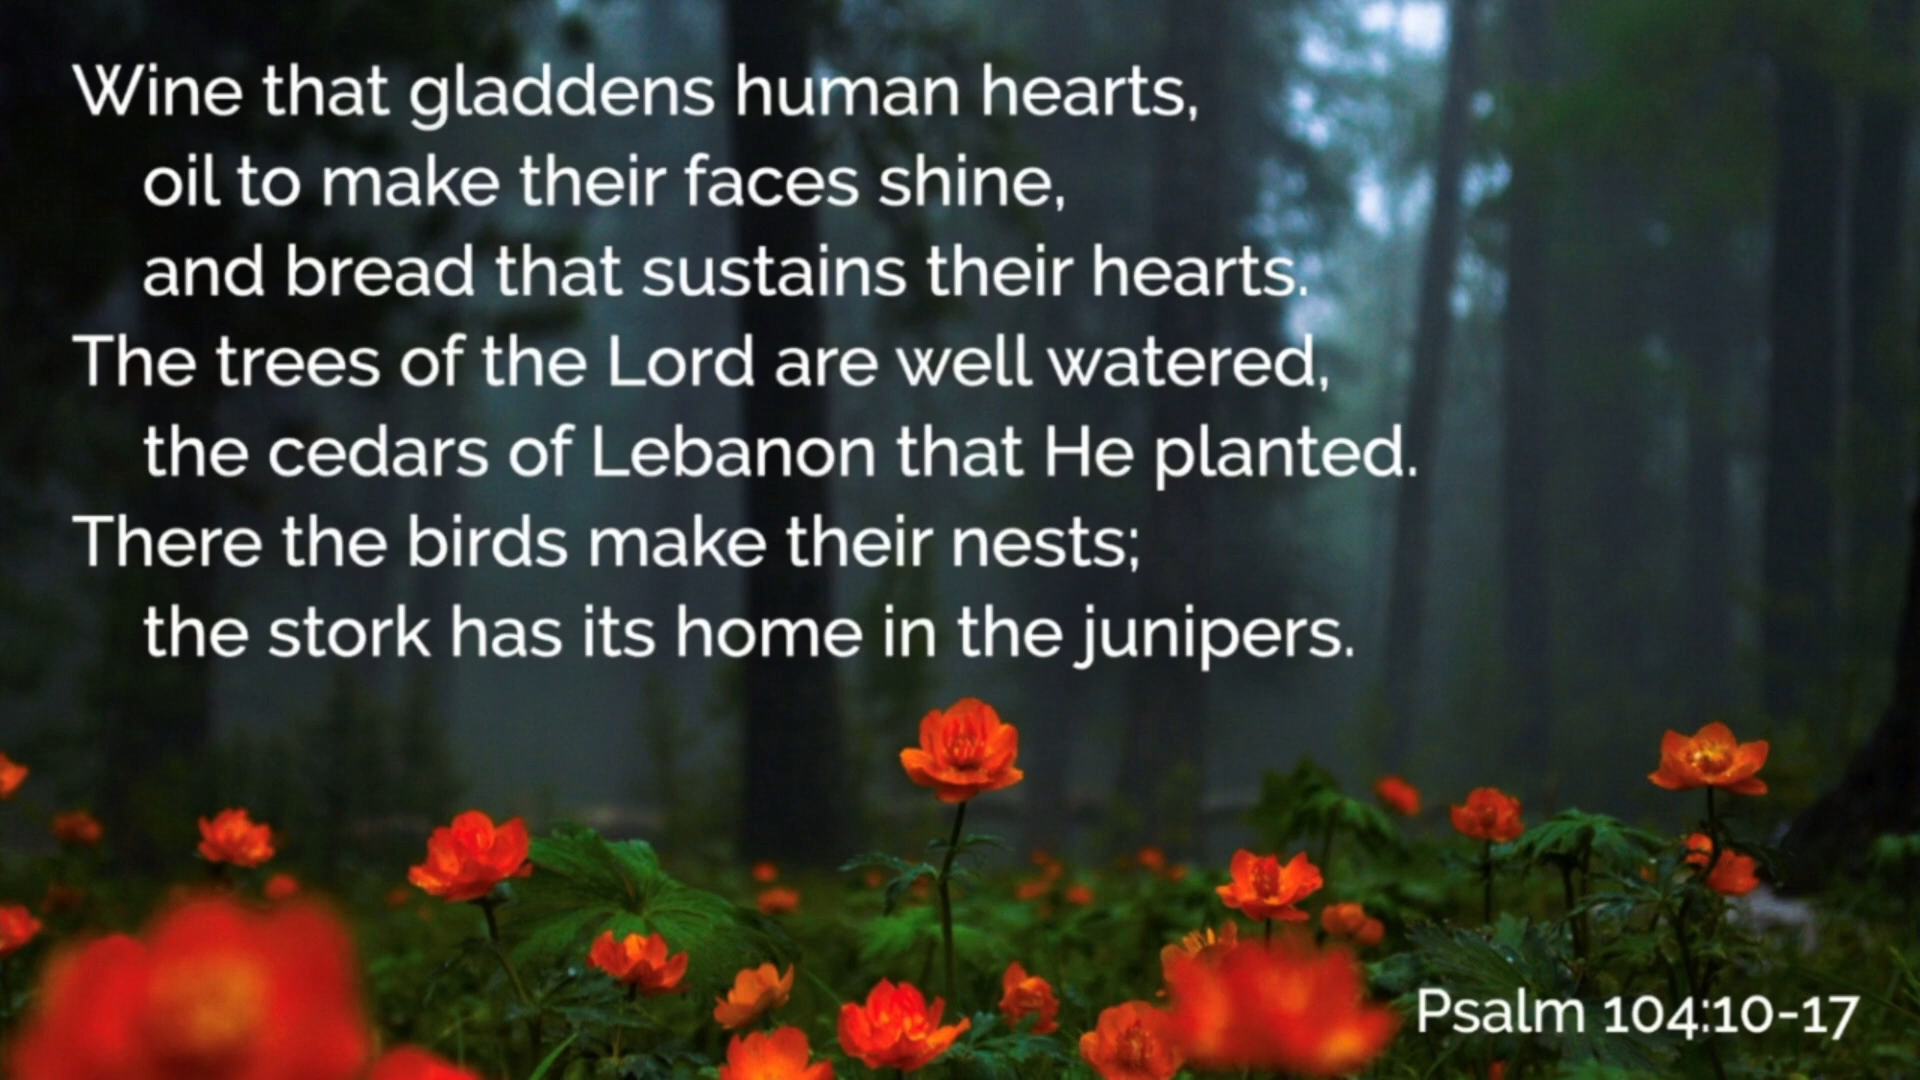 Wine that gladdens human hearts,
oil to make their faces shine,
and bread that sustains their hearts.
The trees of the Lord are well watered,
the cedars of Lebanon that He planted.
There the birds make their nests;
the stork has its home in the junipers.
Psalm 104:10-17